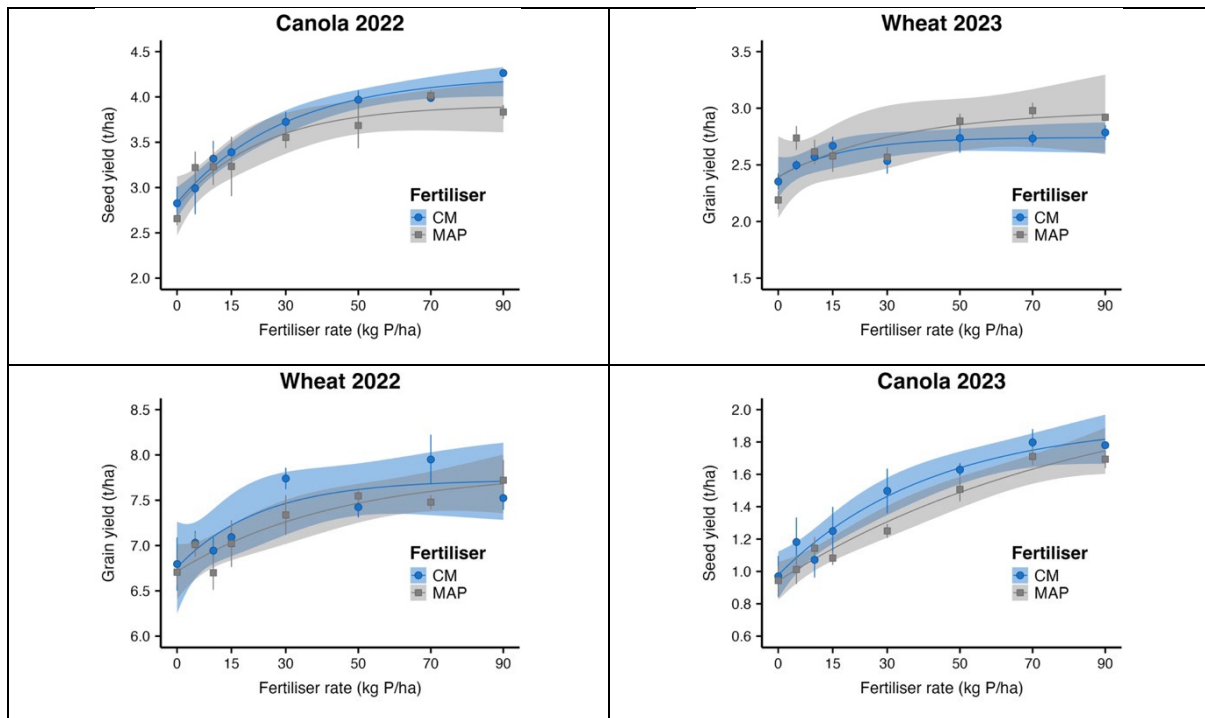 Canola 2022
4.5
4.0
3.5
3.0
2.5
2.0
Seed yield (t/ha)
Fertiliser
CM
MAP
0 15 30 50 70 90
Fertiliser rate (kg P/ha)
Wheat 2023
3.5
3.0
2.5
2.0
1.5
Grain yield (t/ha)
Fertiliser
CM
MAP
0 15 30 50 70 90
Fertiliser rate (kg P/ha)
Wheat 2022
8.5
8.0
7.5
7.0
6.5
6.0
Grain yield (t/ha)
Fertiliser
CM
MAP
0 15 30 50 70 90
Fertiliser rate (kg P/ha)
Canola 2023
2.0
1.8
1.6
1.4
1.2
1.0
0.8
0.6
Seed yield (t/ha)
Fertiliser
CM
MAP
0 15 30 50 70 90
Fertiliser rate (kg P/ha)